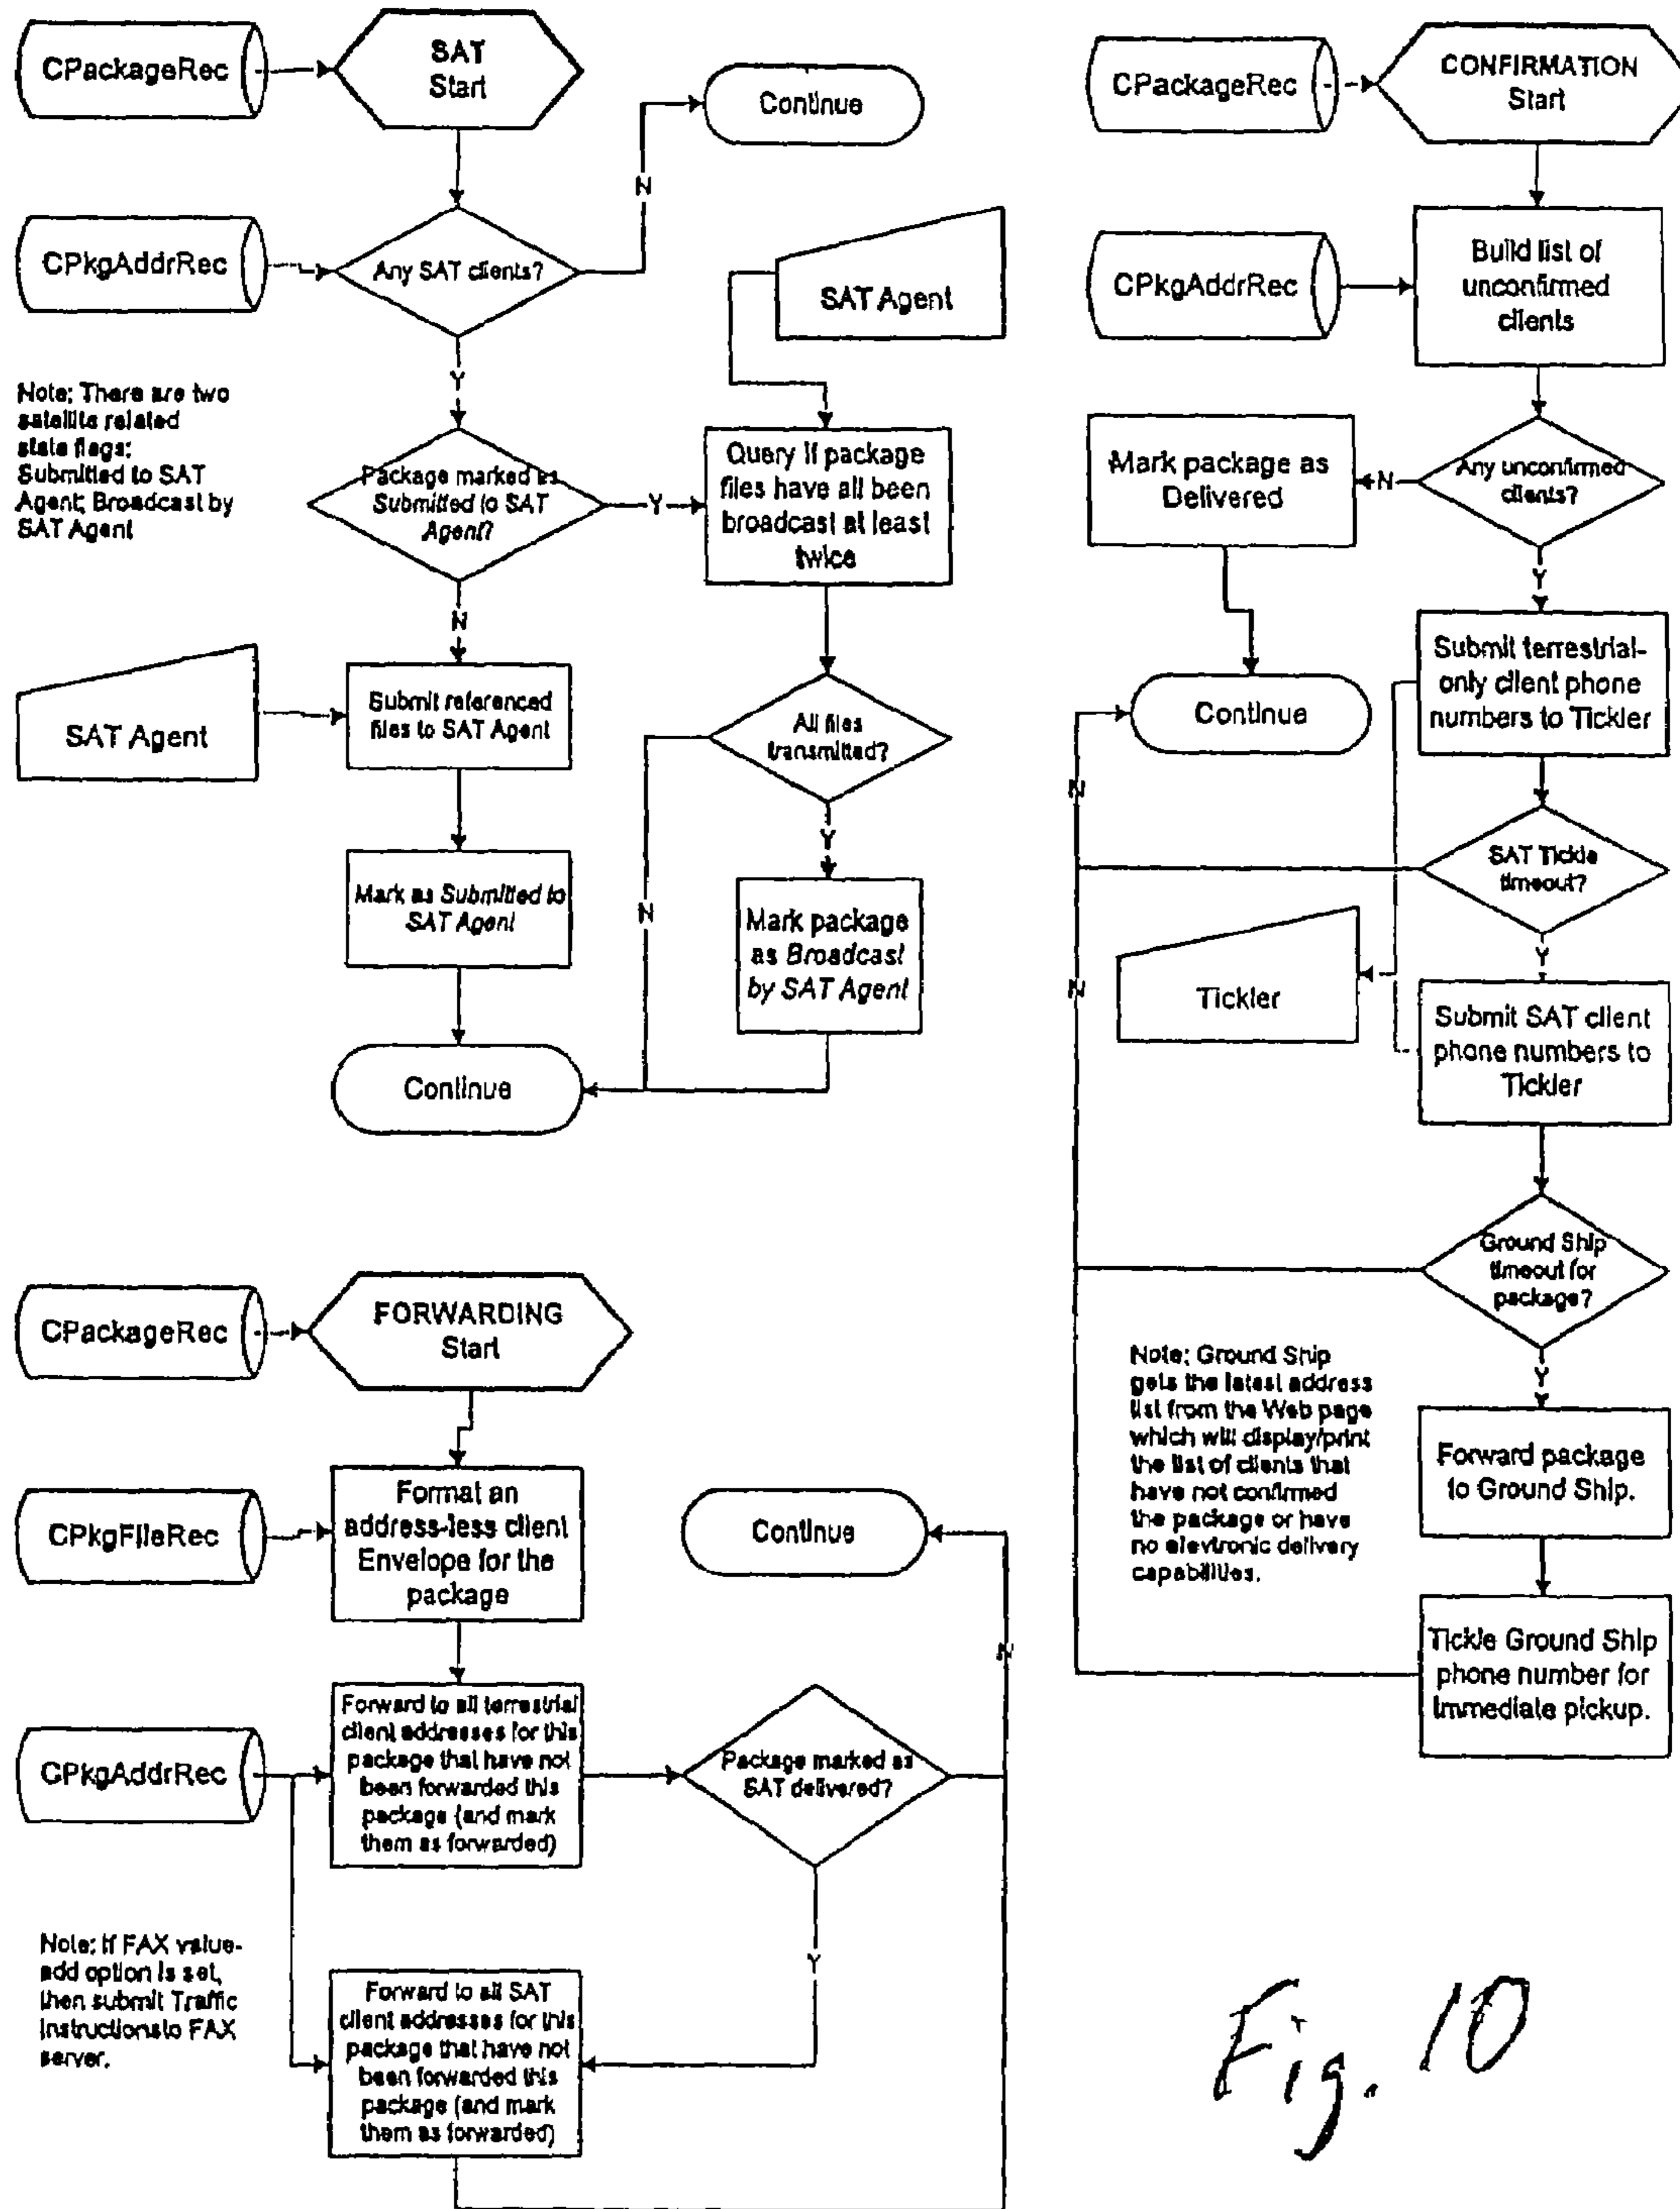 CPackageRec
SAT
Start
Continue
N
CPkgAddrRec
Any SAT clients?
SAT Agent
Y
Note; There are two
satellite related
state flags;
Submitted to SAT
Agent; Broadcast by
SAT Agent
Package marked as
Submitted to SAT
Agent?
Y
Query if package
files have all been
broadcast at least
twice
N
SAT Agent
Submit referenced
files to SAT Agent
All files
transmitted?
Y
N
Mark as Submitted to
SAT Agent
Mark package
as Broadcast
by SAT Agent
Continue
CPackageRec
CONFIRMATION
Start
CPkgAddrRec
Build list of
unconfirmed
clients
Mark package as
Delivered
N
Any unconfirmed
clients?
Y
Submit terrestrial-
only client phone
numbers to Tickler
Continue
N
SAT Tickle
timeout?
Y
Tickler
N
Submit SAT client
phone numbers to
Tickler
Ground Ship
timeout for
package?
Y
Note; Ground Ship
gets the latest address
list from the Web page
which will display/print
the list of clients that
have not confirmed
the package or have
no elevtronic delivery
capabilities.
Forward package
to Ground Ship.
Tickle Ground Ship
phone number for
immediate pickup.
CPackageRec
FORWARDING
Start
CPkgFileRec
Format an
address-less client
Envelope for the
package
Continue
N
CPkgAddrRec
Forward to all terrestrial
client addresses for this
package that have not
been forwarded this
package (and mark
them as forwarded)
Package marked as
SAT delivered?
Y
Note; If FAX value-
add option is set,
then submit Traffic
Instructionsto FAX
server.
Forward to all SAT
client addresses for this
package that have not
been forwarded this
package (and mark
them as forwarded)
Fig. 10